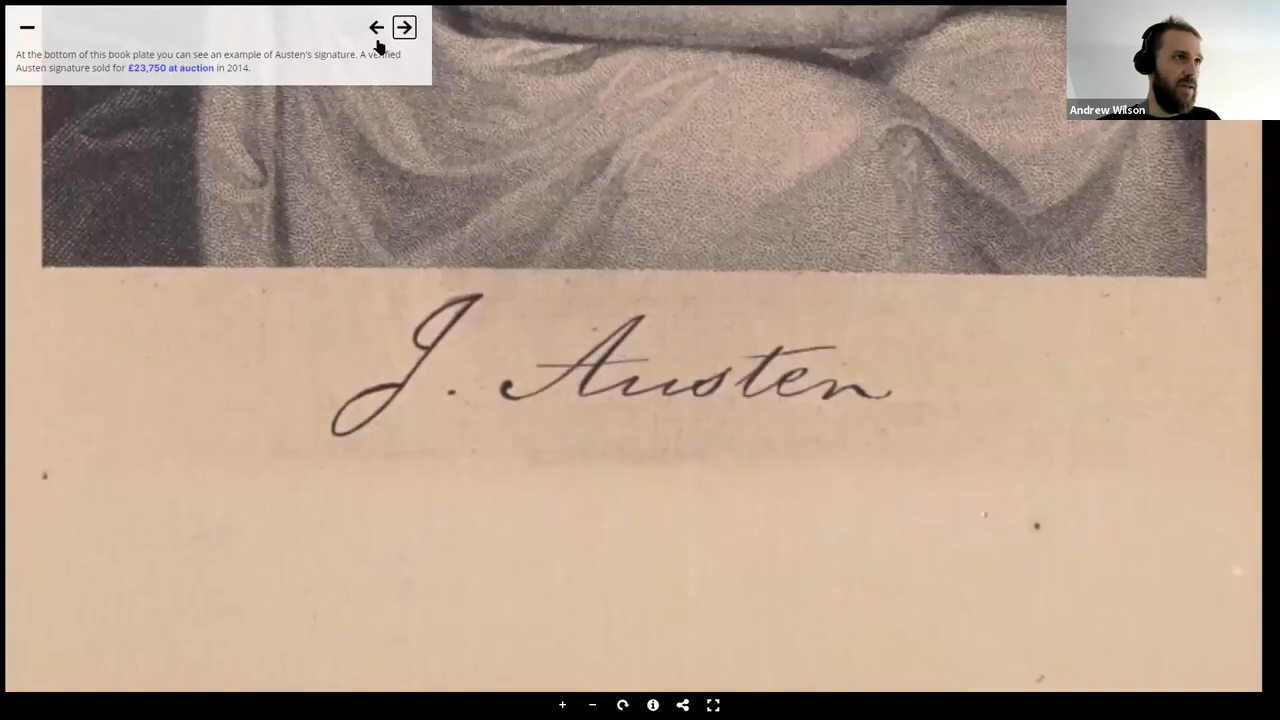 At the bottom of this book plate you can see an example of Austen's signature. A verified
Austen signature sold for £23,750 at auction in 2014.
Andrew Wilson
J. Austen